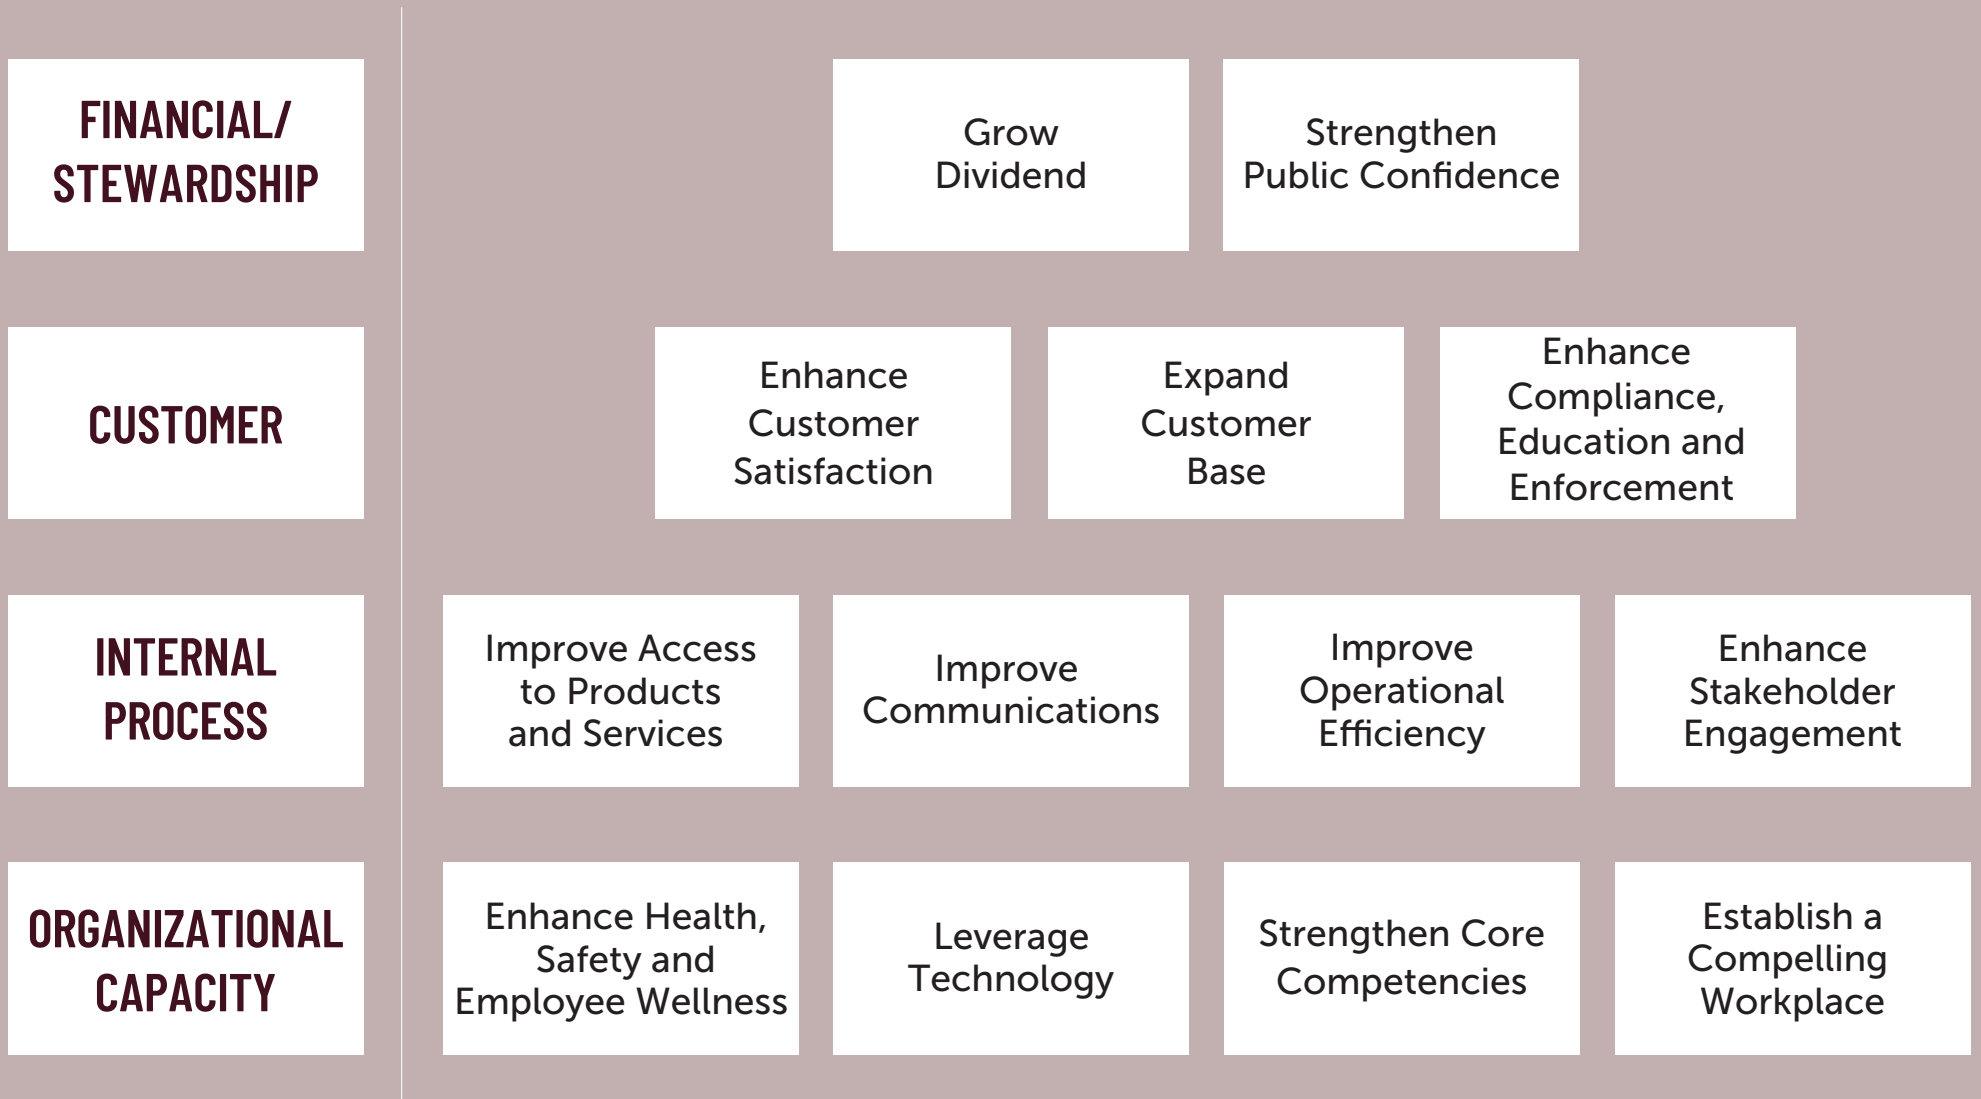 FINANCIAL/
STEWARDSHIP
Grow
Dividend
Strengthen
Public Confidence
CUSTOMER
Enhance
Customer
Satisfaction
Expand
Customer
Base
Enhance
Compliance,
Education and
Enforcement
INTERNAL
PROCESS
Improve Access
to Products
and Services
Improve
Communications
Improve
Operational
Efficiency
Enhance
Stakeholder
Engagement
ORGANIZATIONAL
CAPACITY
Enhance Health,
Safety and
Employee Wellness
Leverage
Technology
Strengthen Core
Competencies
Establish a
Compelling
Workplace